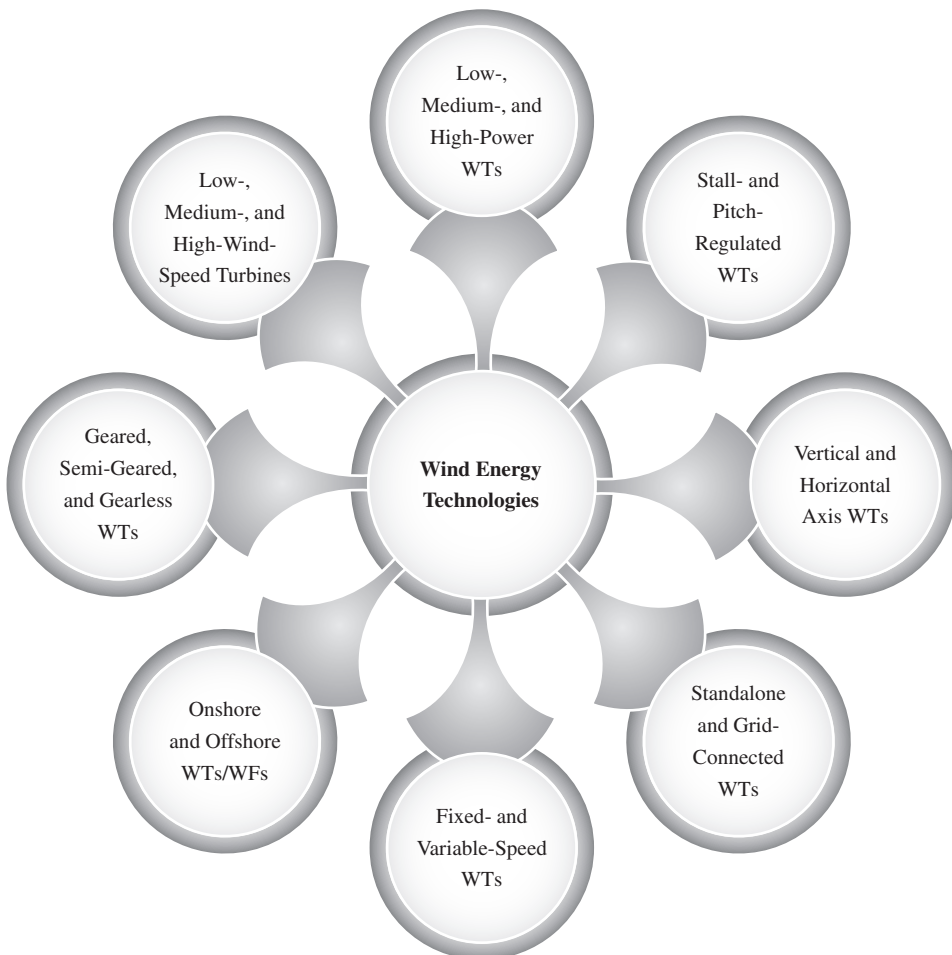 Low-,
Medium-, and
High-Power
WTs
Stall- and
Pitch-
Regulated
WTs
Vertical and
Horizontal
Axis WTs
Standalone
and Grid-
Connected
WTs
Fixed- and
Variable-Speed
WTs
Onshore
and Offshore
WTs/WFs
Geared,
Semi-Geared,
and Gearless
WTs
Low-,
Medium-, and
High-Wind-
Speed Turbines
Wind Energy
Technologies